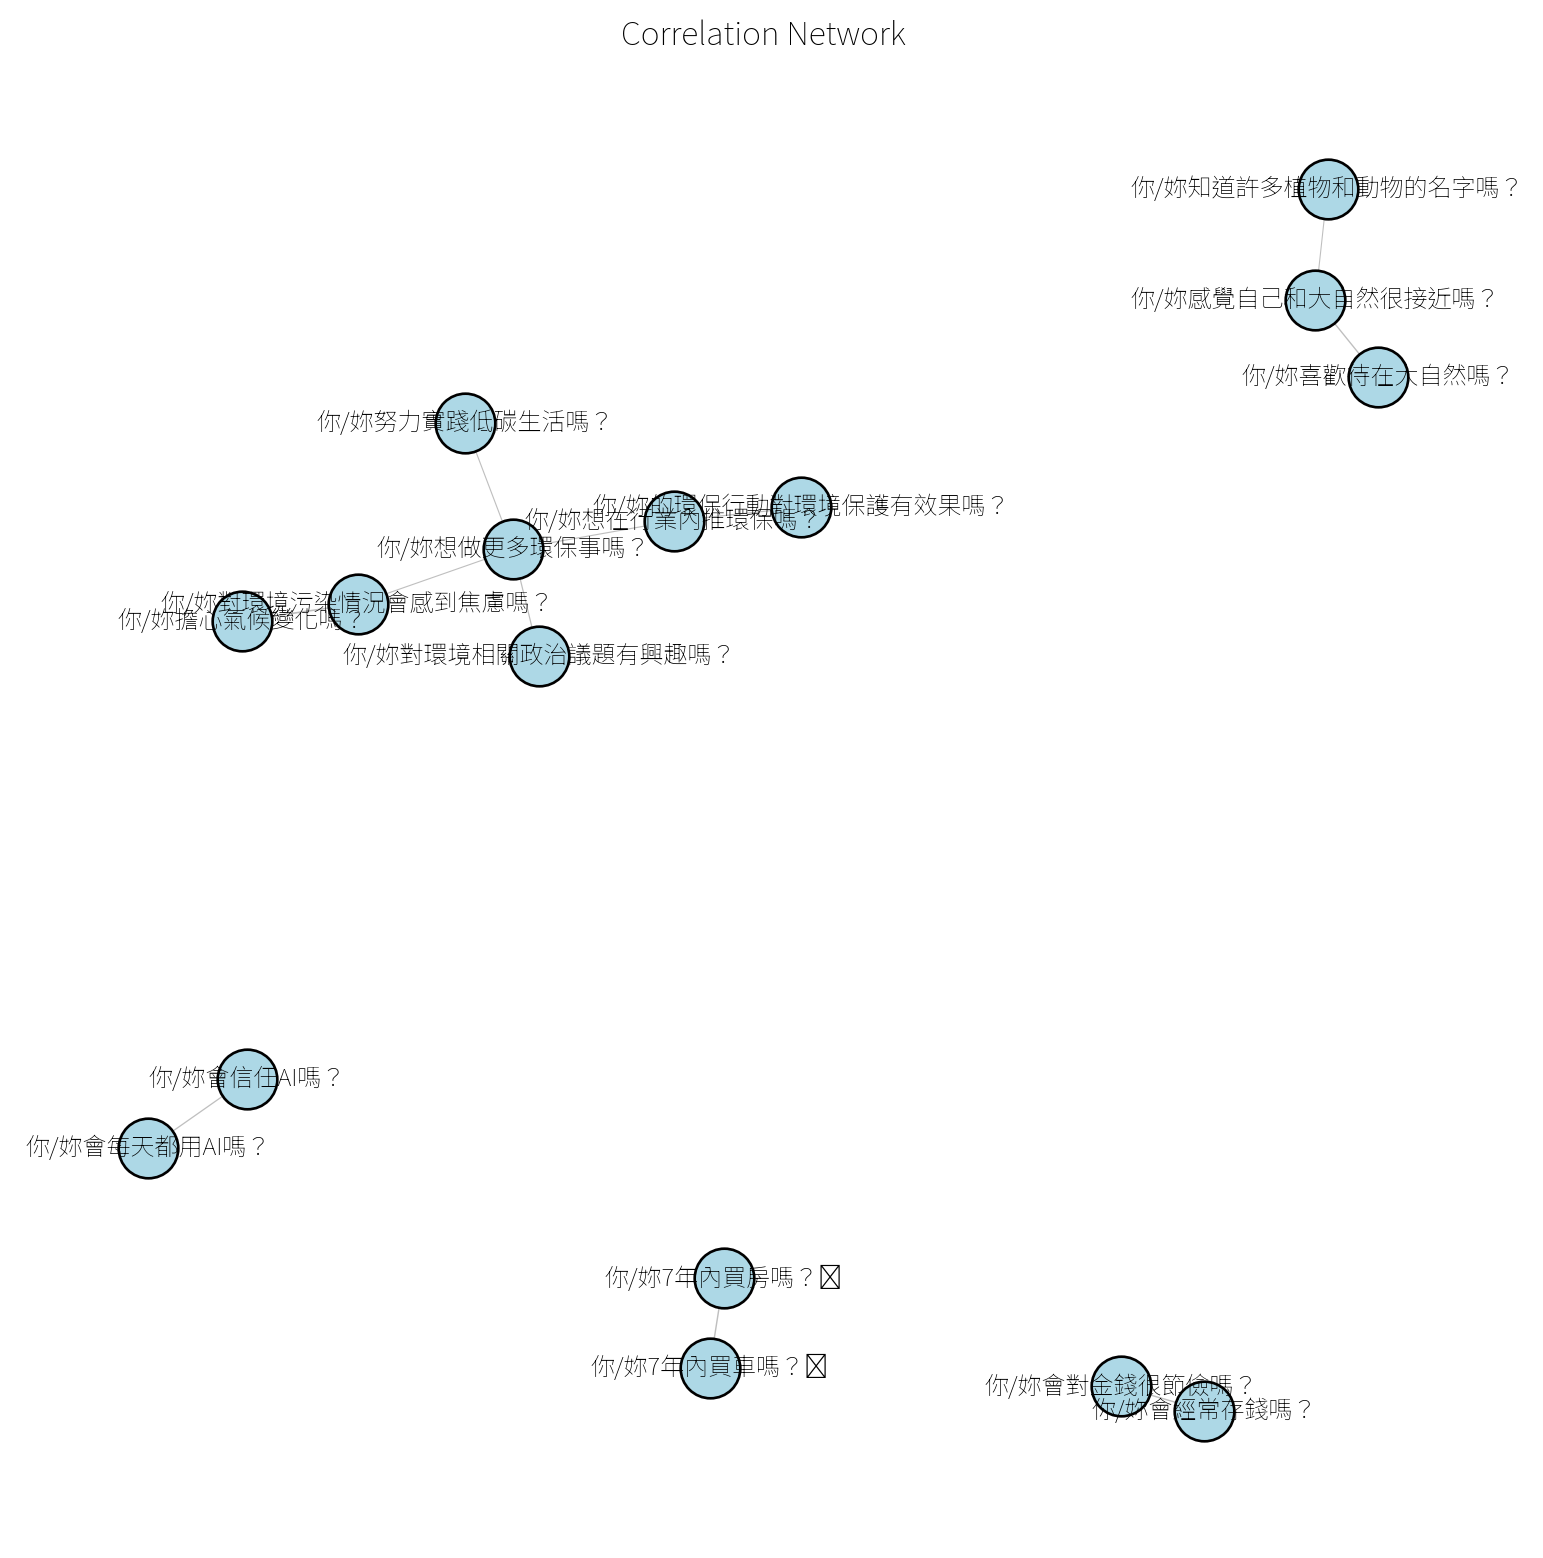 Correlation Network
你/妳知道許多植物和動物的名字嗎？
你/妳感覺自己和大自然很接近嗎？
你/妳喜歡待在大自然嗎？
你/妳努力實踐低碳生活嗎？
你/妳的環保行動對環境保護有效果嗎？
你/妳想在行業內推環保嗎？
你/妳想做更多環保事嗎？
你/妳對環境污染情況會感到焦慮嗎？
你/妳擔心氣候變化嗎？
你/妳對環境相關政治議題有興趣嗎？
你/妳會信任AI嗎？
你/妳會每天都用AI嗎？
你/妳7年內買房嗎？
你/妳7年內買車嗎？
你/妳會對金錢很節儉嗎？
你/妳會經常存錢嗎？